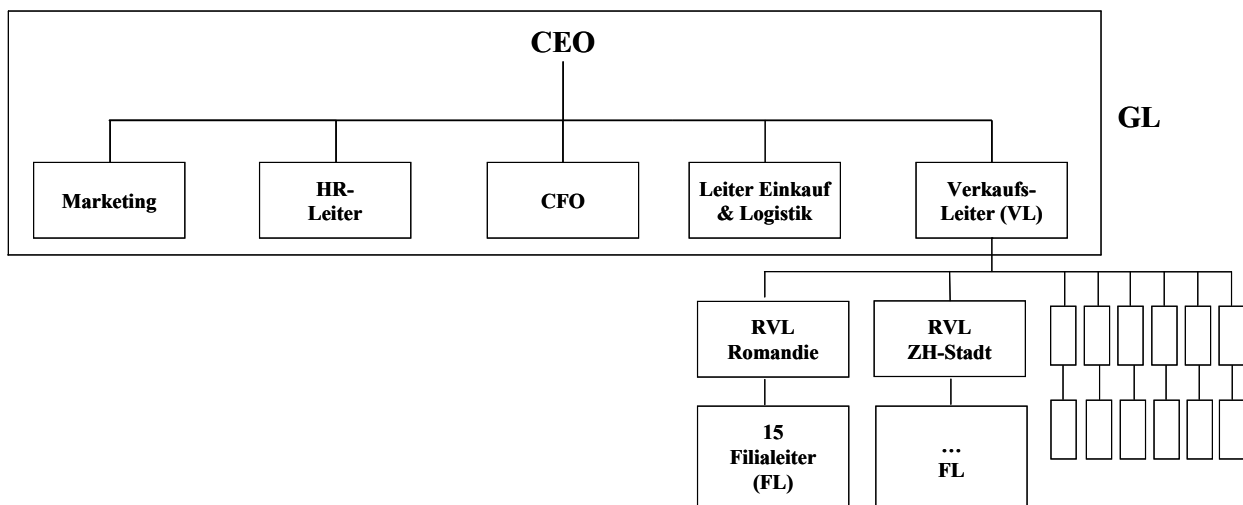 CEO
GL
Marketing
HR-
Leiter
CFO
Leiter Einkauf
& Logistik
Verkaufs-
Leiter (VL)
RVL
Romandie
RVL
ZH-Stadt
15
Filialeiter
(FL)
...
FL